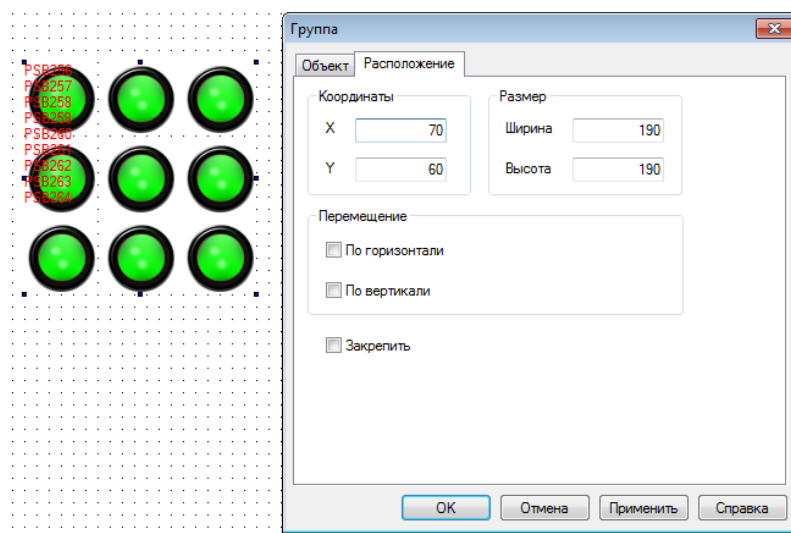 PSB256
PSB257
PSB258
PSB259
PSB260
PSB261
PSB262
PSB263
PSB264
Группа
Объект Расположение
Координаты Размер
X 70 Ширина 190
Y 60 Высота 190
Перемещение
По горизонтали
По вертикали
Закрепить
OK Отмена Применить Справка